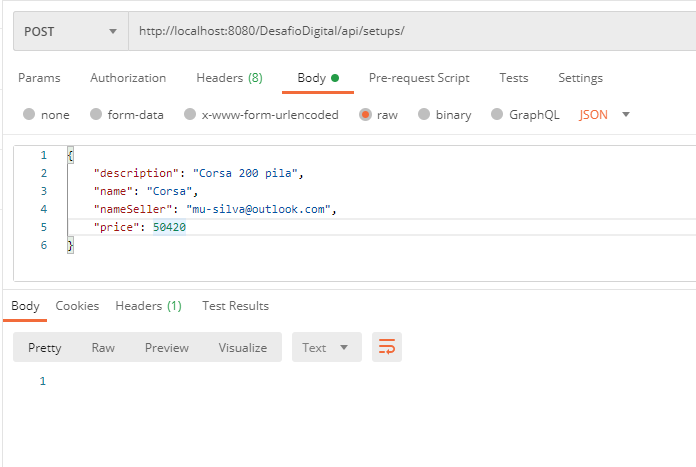 POST http://localhost:8080/DesafioDigital/api/setups/
Params Authorization Headers (8) Body Pre-request Script Tests Settings
none form-data x-www-form-urlencoded raw binary GraphQL JSON
1 {
2 "description": "Corsa 200 pila",
3 "name": "Corsa",
4 "nameSeller": "mu-silva@outlook.com",
5 "price": 50420
6 }
Body Cookies Headers (1) Test Results
Pretty Raw Preview Visualize Text
1